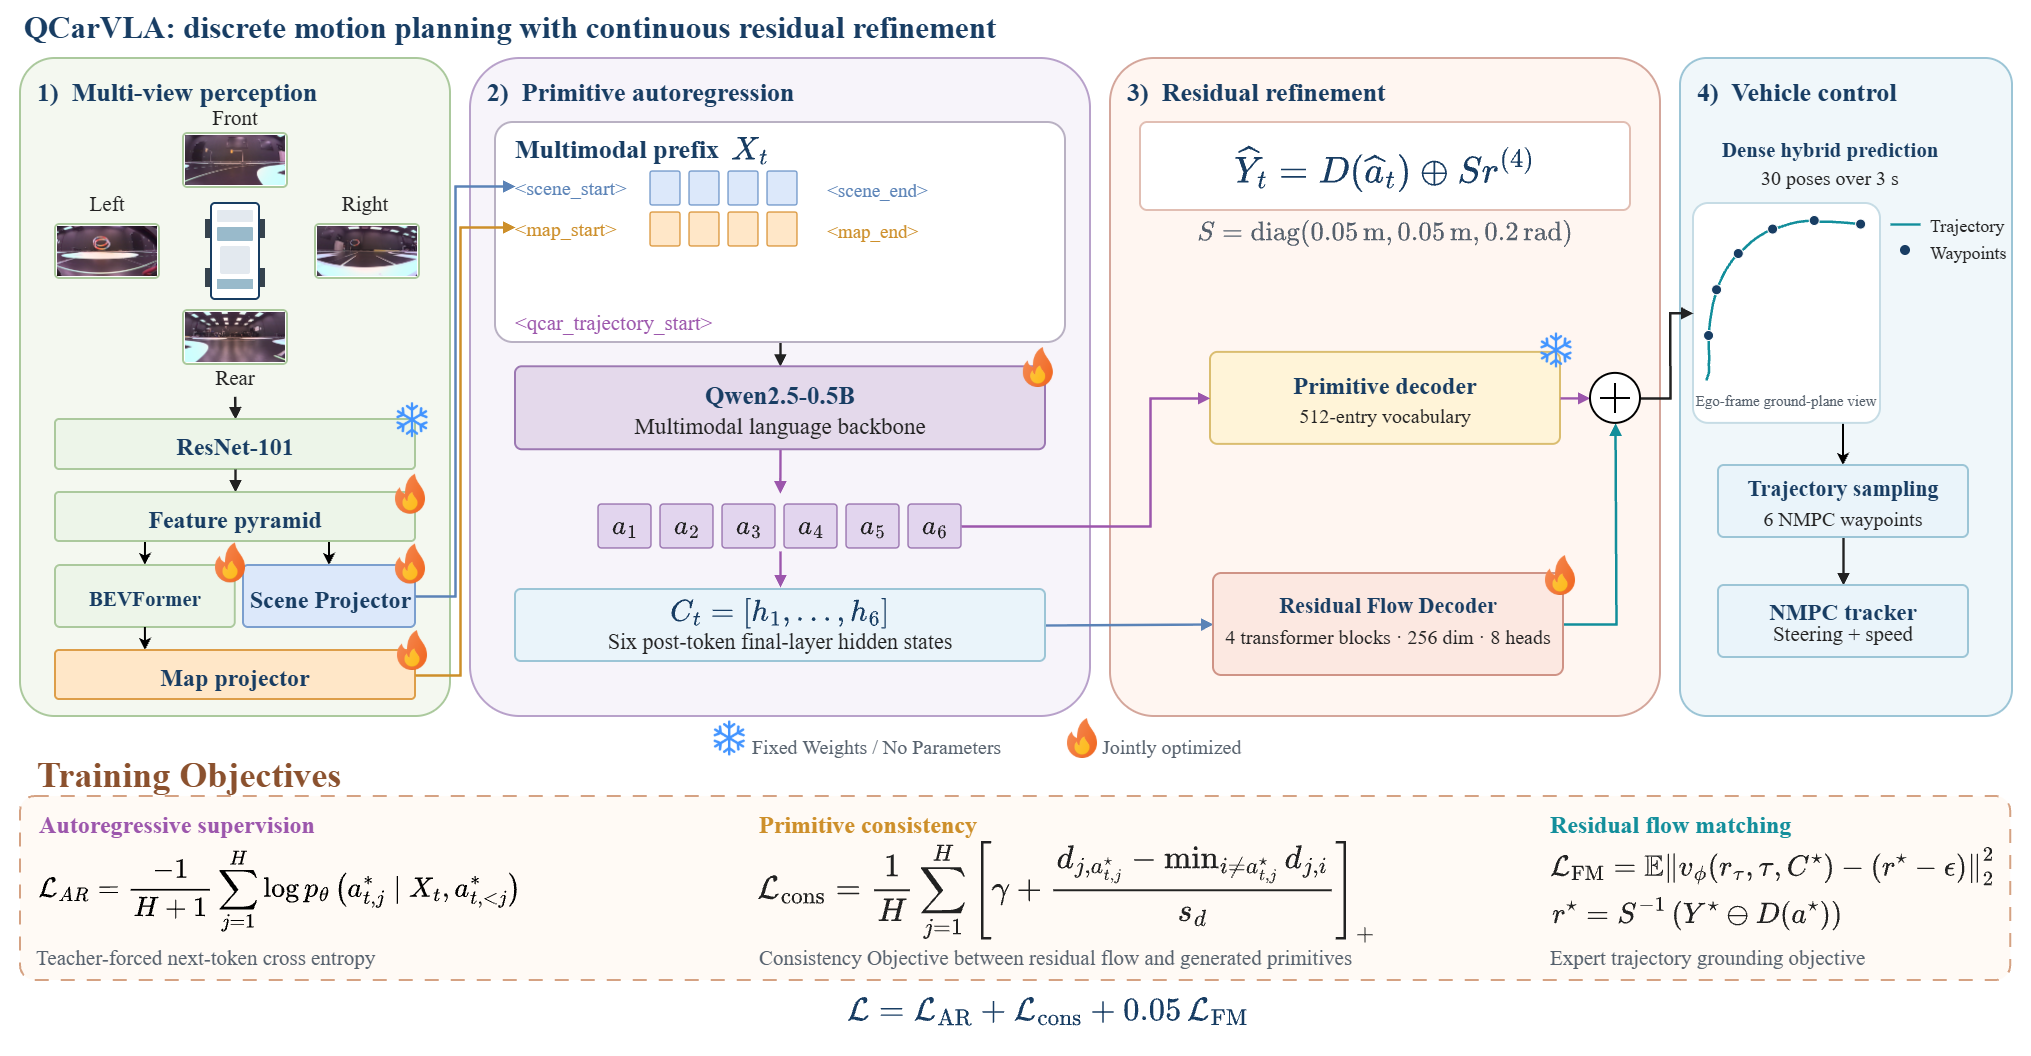 QCarVLA: discrete motion planning with continuous residual refinement
1) Multi-view perception
Front
Left
Right
Rear
ResNet-101
Feature pyramid
BEVFormer
Scene Projector
Map projector
2) Primitive autoregression
Multimodal prefix X_t
<scene_start>
<scene_end>
<map_start>
<map_end>
<qcar_trajectory_start>
Qwen2.5-0.5B
Multimodal language backbone
a_1 a_2 a_3 a_4 a_5 a_6
C_t = [h_1, . . . , h_6]
Six post-token final-layer hidden states
3) Residual refinement
Ŷ_t = D(â_t) ⊕ Sr^(4)
S = diag(0.05 m, 0.05 m, 0.2 rad)
Primitive decoder
512-entry vocabulary
Residual Flow Decoder
4 transformer blocks · 256 dim · 8 heads
4) Vehicle control
Dense hybrid prediction
30 poses over 3 s
Trajectory
Waypoints
Ego-frame ground-plane view
Trajectory sampling
6 NMPC waypoints
NMPC tracker
Steering + speed
Fixed Weights / No Parameters
Jointly optimized
Training Objectives
Autoregressive supervision
ℒ_AR = \frac{-1}{H + 1} \sum_{j=1}^{H} log p_θ (a^*_{t,j} | X_t, a^*_{t,<j})
Teacher-forced next-token cross entropy
Primitive consistency
ℒ_cons = \frac{1}{H} \sum_{j=1}^{H} [γ + \frac{d_{j,a^⋆_{t,j}} − min_{i≠a^⋆_{t,j}} d_{j,i}}{s_d}]_+
Consistency Objective between residual flow and generated primitives
Residual flow matching
ℒ_FM = 𝔼‖v_ϕ(r_τ, τ, C^⋆) − (r^⋆ − ϵ)‖^2_2
r^⋆ = S^{−1} (Y^⋆ ⊖ D(a^⋆))
Expert trajectory grounding objective
ℒ = ℒ_AR + ℒ_cons + 0.05 ℒ_FM